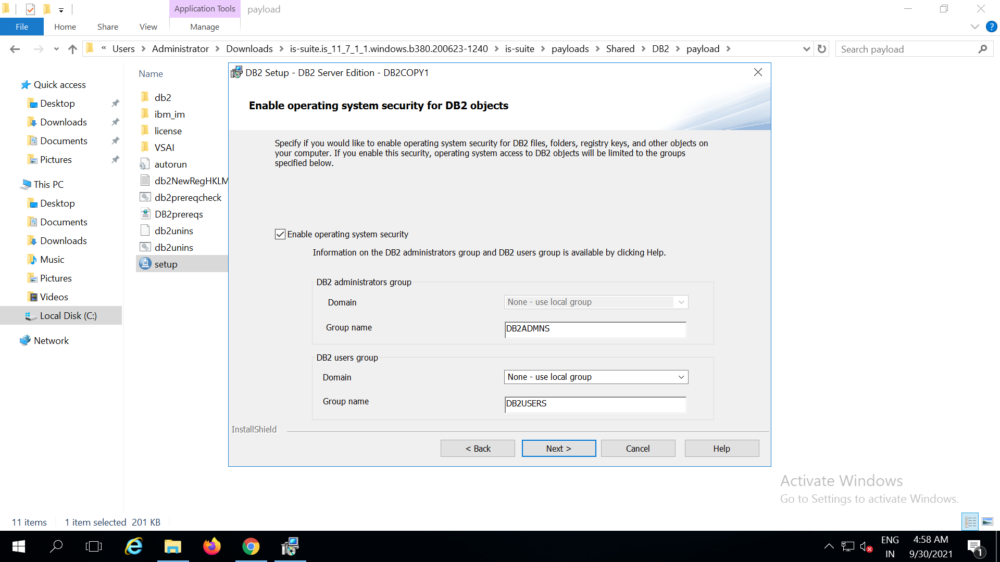 Application Tools
payload
File
Home
Share
View
Manage
?
« Users > Administrator > Downloads > is-suite.is_11_7_1_1.windows.b380.200623-1240 > is-suite > payloads > Shared > DB2 > payload >
Search payload
Quick access
Desktop
Downloads
Documents
Pictures
This PC
Desktop
Documents
Downloads
Music
Pictures
Videos
Local Disk (C:)
Network
Name
db2
ibm_im
license
VSAI
autorun
db2NewRegHKLM
db2prereqcheck
DB2prereqs
db2unins
db2unins
setup
DB2 Setup - DB2 Server Edition - DB2COPY1
Enable operating system security for DB2 objects
Specify if you would like to enable operating system security for DB2 files, folders, registry keys, and other objects on
your computer. If you enable this security, operating system access to DB2 objects will be limited to the groups
specified below.
Enable operating system security
Information on the DB2 administrators group and DB2 users group is available by clicking Help.
DB2 administrators group
Domain
None - use local group
Group name
DB2ADMNS
DB2 users group
Domain
None - use local group
Group name
DB2USERS
InstallShield
< Back
Next >
Cancel
Help
Activate Windows
Go to Settings to activate Windows.
11 items
1 item selected 201 KB
ENG
IN
4:58 AM
9/30/2021
1